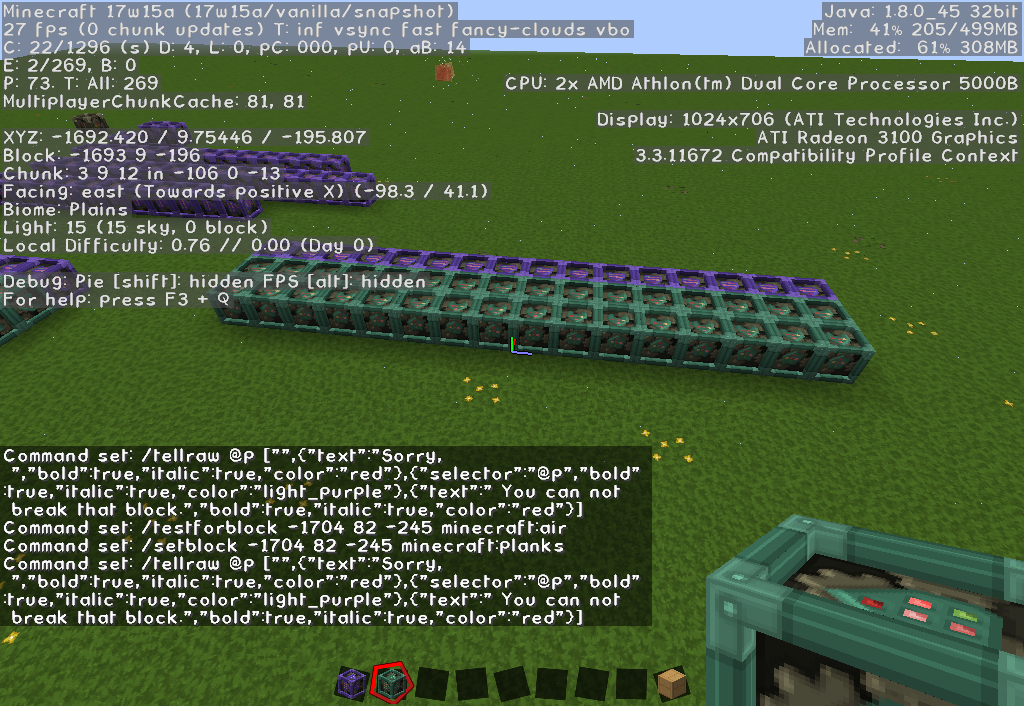 Minecraft 17w15a (17w15a/vanilla/snapshot)
27 fps (0 chunk updates) T: inf vsync fast fancy-clouds vbo
C: 22/1296 (s) D: 4, L: 0, pC: 000, pU: 0, aB: 14
E: 2/269, B: 0
P: 73. T: All: 269
MultiplayerChunkCache: 81, 81
XYZ: -1692.420 / 9.75446 / -195.807
Block: -1693 9 -196
Chunk: 3 9 12 in -106 0 -13
Facing: east (Towards positive X) (-98.3 / 41.1)
Biome: Plains
Light: 15 (15 sky, 0 block)
Local Difficulty: 0.76 // 0.00 (Day 0)
Debug: Pie [shift]: hidden FPS [alt]: hidden
For help: press F3 + Q
Java: 1.8.0_45 32bit
Mem: 41% 205/499MB
Allocated: 61% 308MB
CPU: 2x AMD Athlon(tm) Dual Core Processor 5000B
Display: 1024x706 (ATI Technologies Inc.)
ATI Radeon 3100 Graphics
3.3.11672 Compatibility Profile Context
Command set: /tellraw @p ["",{"text":"Sorry,
","bold":true,"italic":true,"color":"red"},{"selector":"@p","bold"
:true,"italic":true,"color":"light_purple"},{"text":" You can not
break that block.","bold":true,"italic":true,"color":"red"}]
Command set: /testforblock -1704 82 -245 minecraft:air
Command set: /setblock -1704 82 -245 minecraft:planks
Command set: /tellraw @p ["",{"text":"Sorry,
","bold":true,"italic":true,"color":"red"},{"selector":"@p","bold"
:true,"italic":true,"color":"light_purple"},{"text":" You can not
break that block.","bold":true,"italic":true,"color":"red"}]